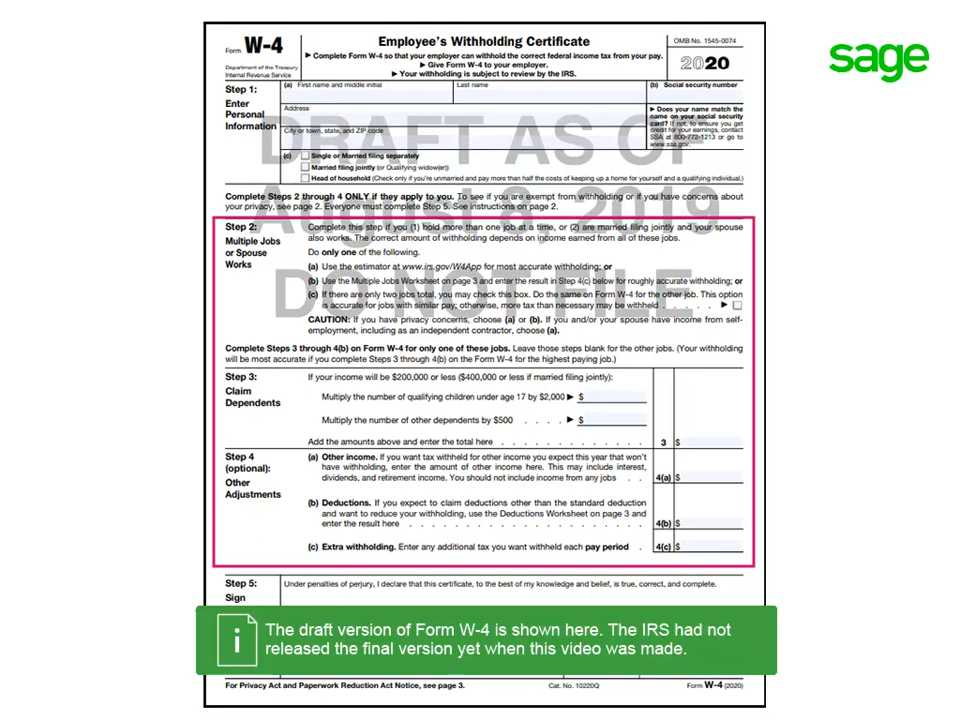 sage
Form W-4
Department of the Treasury
Internal Revenue Service
Employee's Withholding Certificate
▶ Complete Form W-4 so that your employer can withhold the correct federal income tax from your pay.
▶ Give Form W-4 to your employer.
▶ Your withholding is subject to review by the IRS.
OMB No. 1545-0074
2020
DRAFT AS OF
August 8, 2019
DO NOT FILE
Step 1:
Enter
Personal
Information
(a) First name and middle initial
Last name
(b) Social security number
Address
City or town, state, and ZIP code
▶ Does your name match the
name on your social security
card? If not, to ensure you get
credit for your earnings, contact
SSA at 800-772-1213 or go to
www.ssa.gov.
(c) Single or Married filing separately
Married filing jointly (or Qualifying widow(er))
Head of household (Check only if you're unmarried and pay more than half the costs of keeping up a home for yourself and a qualifying individual.)
Complete Steps 2 through 4 ONLY if they apply to you. To see if you are exempt from withholding or if you have concerns about
your privacy, see page 2. Everyone must complete Step 5. See instructions on page 2.
Step 2:
Multiple Jobs
or Spouse
Works
Complete this step if you (1) hold more than one job at a time, or (2) are married filing jointly and your spouse
also works. The correct amount of withholding depends on income earned from all of these jobs.
Do only one of the following.
(a) Use the estimator at www.irs.gov/W4App for most accurate withholding; or
(b) Use the Multiple Jobs Worksheet on page 3 and enter the result in Step 4(c) below for roughly accurate withholding; or
(c) If there are only two jobs total, you may check this box. Do the same on Form W-4 for the other job. This option
is accurate for jobs with similar pay; otherwise, more tax than necessary may be withheld . . . . . ▶
CAUTION: If you have privacy concerns, choose (a) or (b). If you and/or your spouse have income from self-
employment, including as an independent contractor, choose (a).
Complete Steps 3 through 4(b) on Form W-4 for only one of these jobs. Leave those steps blank for the other jobs. (Your withholding
will be most accurate if you complete Steps 3 through 4(b) on the Form W-4 for the highest paying job.)
Step 3:
Claim
Dependents
If your income will be $200,000 or less ($400,000 or less if married filing jointly):
Multiply the number of qualifying children under age 17 by $2,000 ▶ $
Multiply the number of other dependents by $500 . . . . ▶ $
Add the amounts above and enter the total here . . . . . . . . . . . . . 3 $
Step 4
(optional):
Other
Adjustments
(a) Other income. If you want tax withheld for other income you expect this year that won't
have withholding, enter the amount of other income here. This may include interest,
dividends, and retirement income. You should not include income from any jobs . . 4(a) $
(b) Deductions. If you expect to claim deductions other than the standard deduction
and want to reduce your withholding, use the Deductions Worksheet on page 3 and
enter the result here . . . . . . . . . . . . . . . . . . . . . 4(b) $
(c) Extra withholding. Enter any additional tax you want withheld each pay period . 4(c) $
Step 5:
Sign
Under penalties of perjury, I declare that this certificate, to the best of my knowledge and belief, is true, correct, and complete.
i
The draft version of Form W-4 is shown here. The IRS had not
released the final version yet when this video was made.
For Privacy Act and Paperwork Reduction Act Notice, see page 3.
Cat. No. 10220Q
Form W-4 (2020)